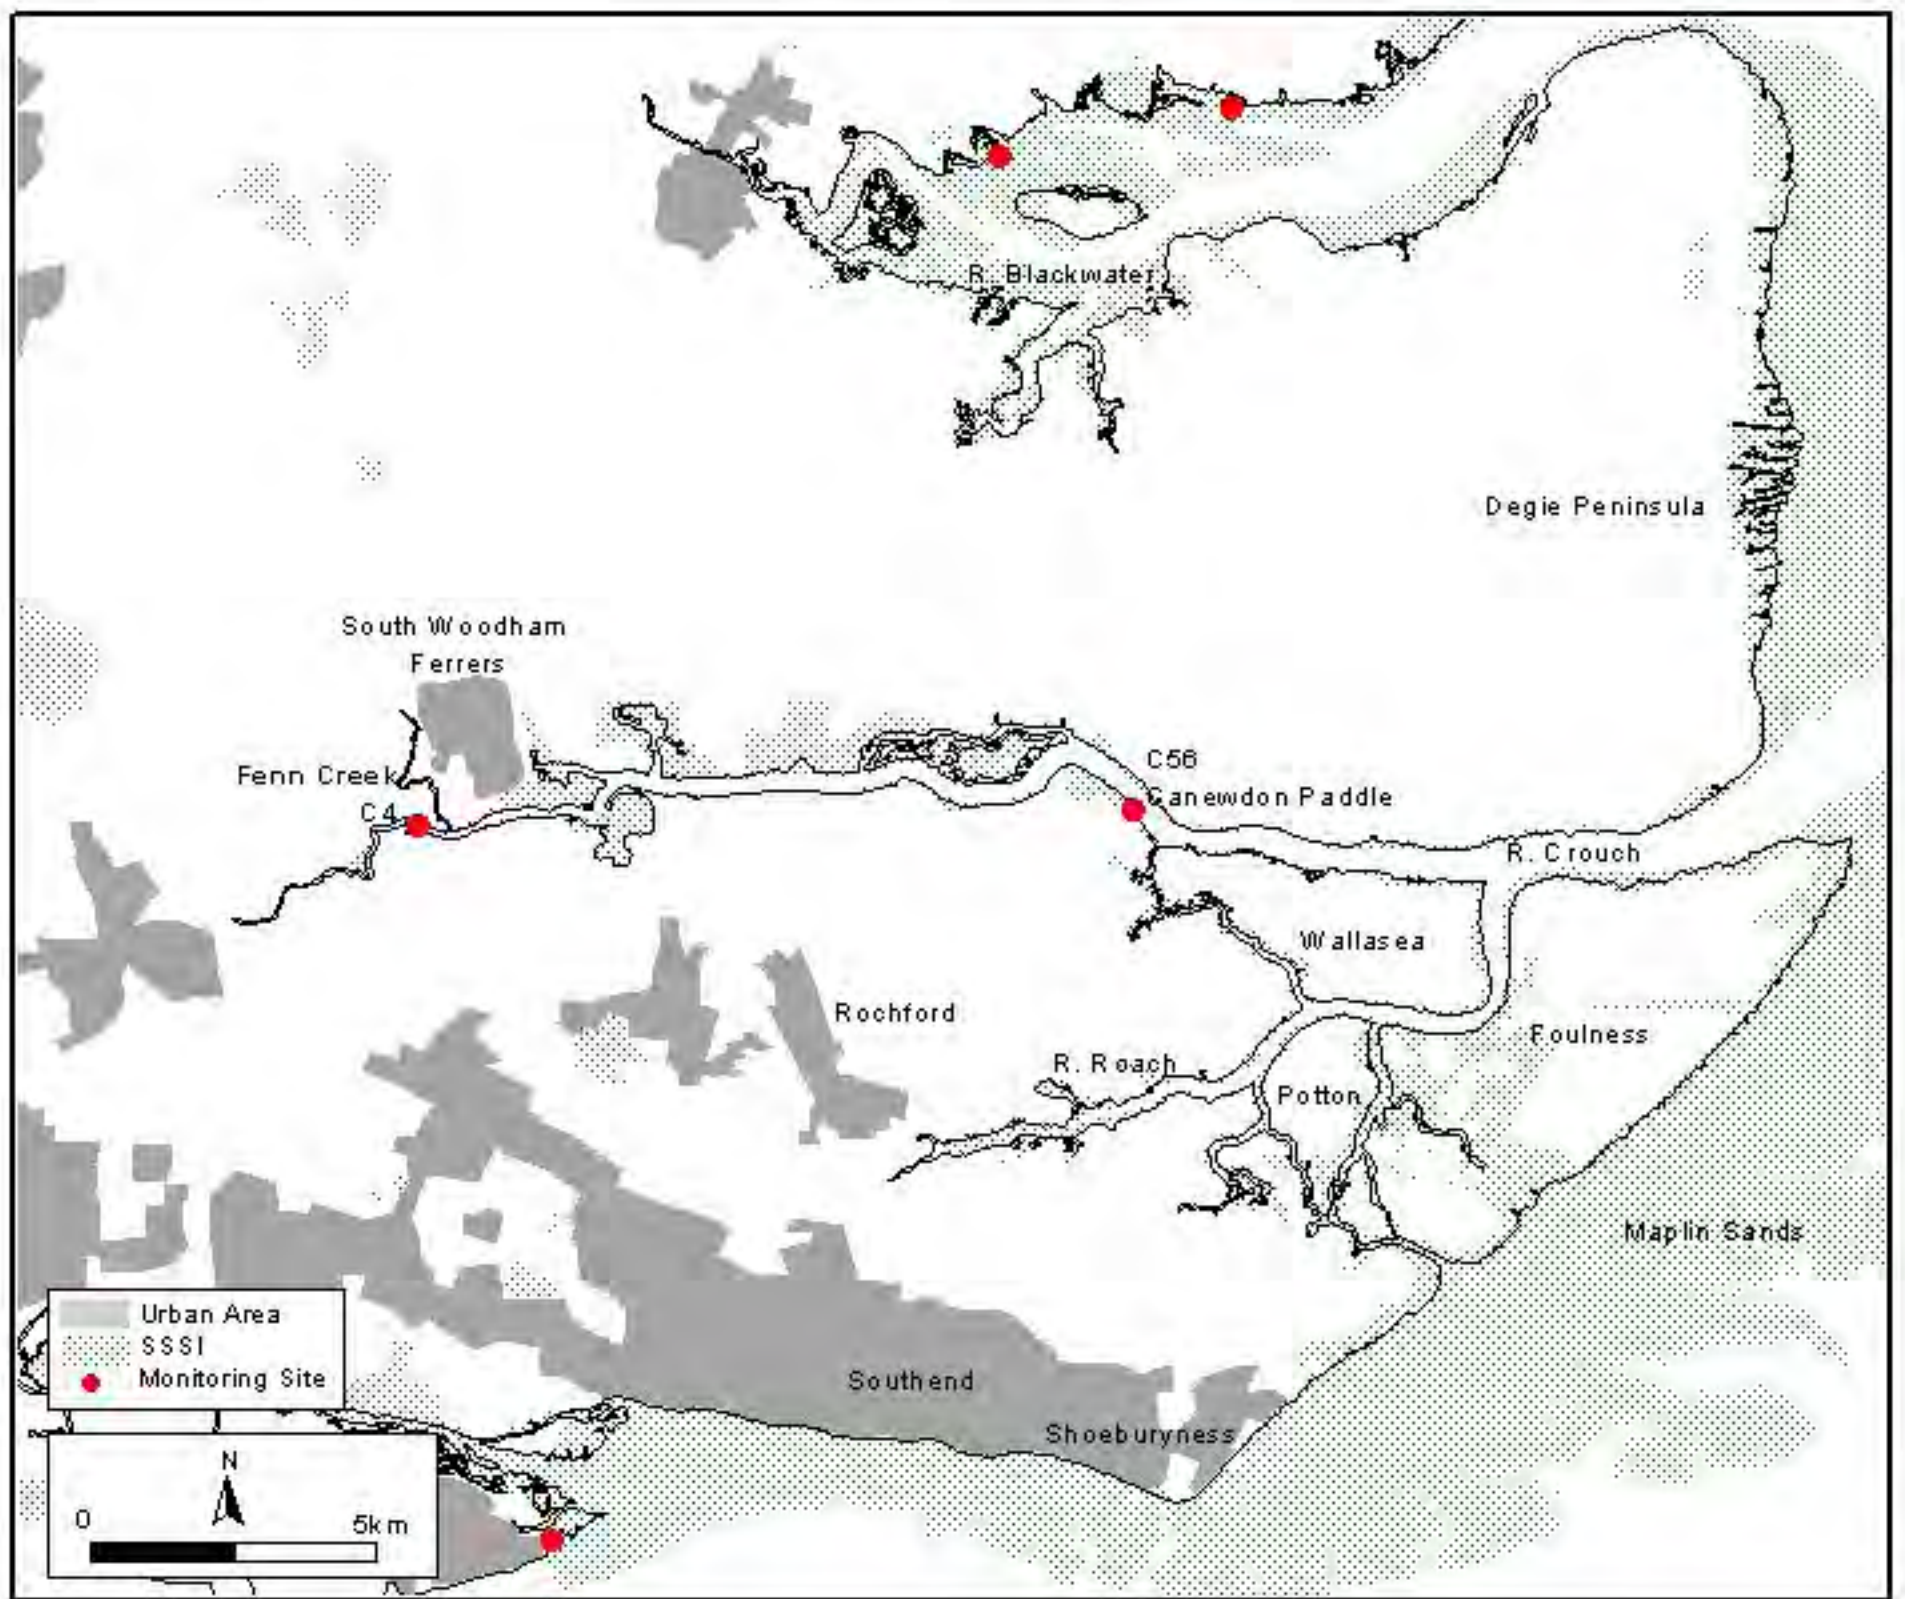 R. Blackwater
Degie Peninsula
South Woodham
Ferrers
Fenn Creek
C4
C56
Canewdon Paddle
R. Crouch
Wallasea
Rochford
Foulness
R. Roach
Potton
Maplin Sands
Urban Area
SSSI
Monitoring Site
Southend
Shoeburyness
N
0
5km